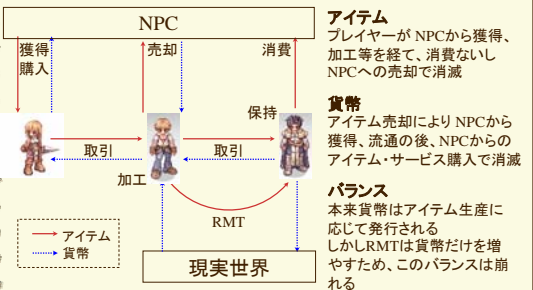 NPC
獲得
購入
売却
消費
保持
取引
取引
加工
RMT
アイテム
貨幣
現実世界
アイテム
プレイヤーが NPCから獲得、
加工等を経て、消費ないし
NPCへの売却で消滅
貨幣
アイテム売却により NPCから
獲得、流通の後、NPCからの
アイテム・サービス購入で消滅
バランス
本来貨幣はアイテム生産に
応じて発行される
しかしRMTは貨幣だけを増
やすため、このバランスは崩
れる